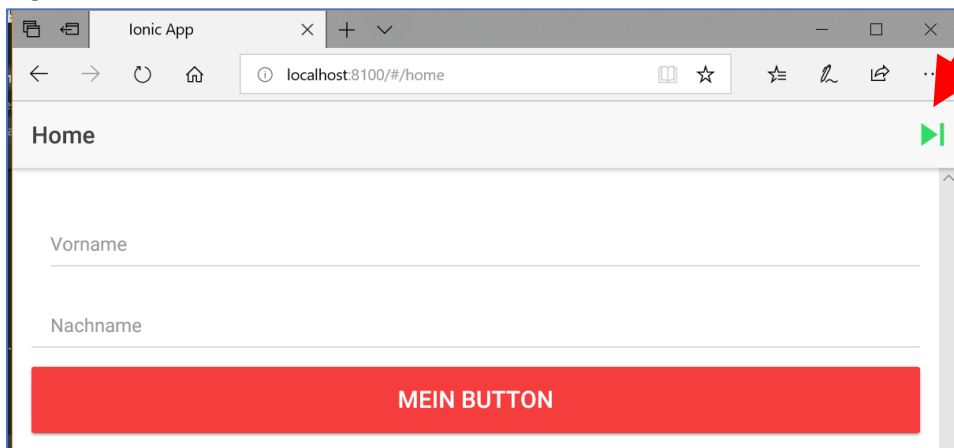 Ionic App
localhost:8100/#/home
Home
Vorname
Nachname
MEIN BUTTON